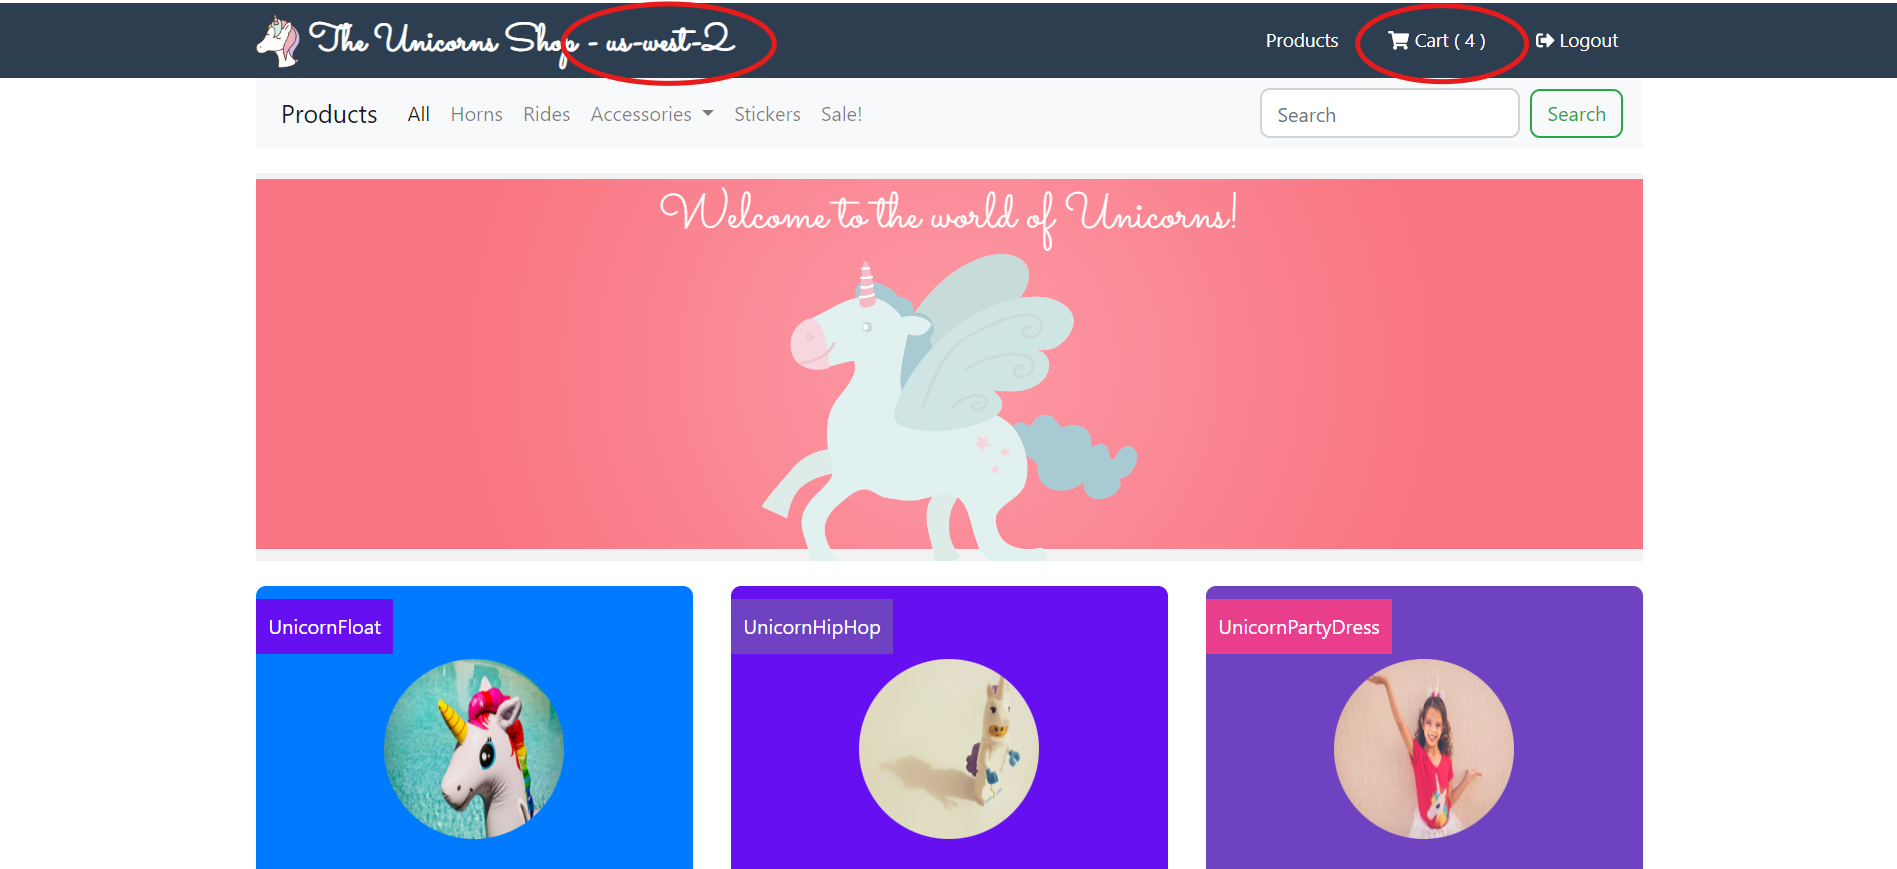 The Unicorns Shop - us-west-2
Products Cart ( 4 ) Logout
Products All Horns Rides Accessories Stickers Sale! Search Search
Welcome to the world of Unicorns!
UnicornFloat
UnicornHipHop
UnicornPartyDress